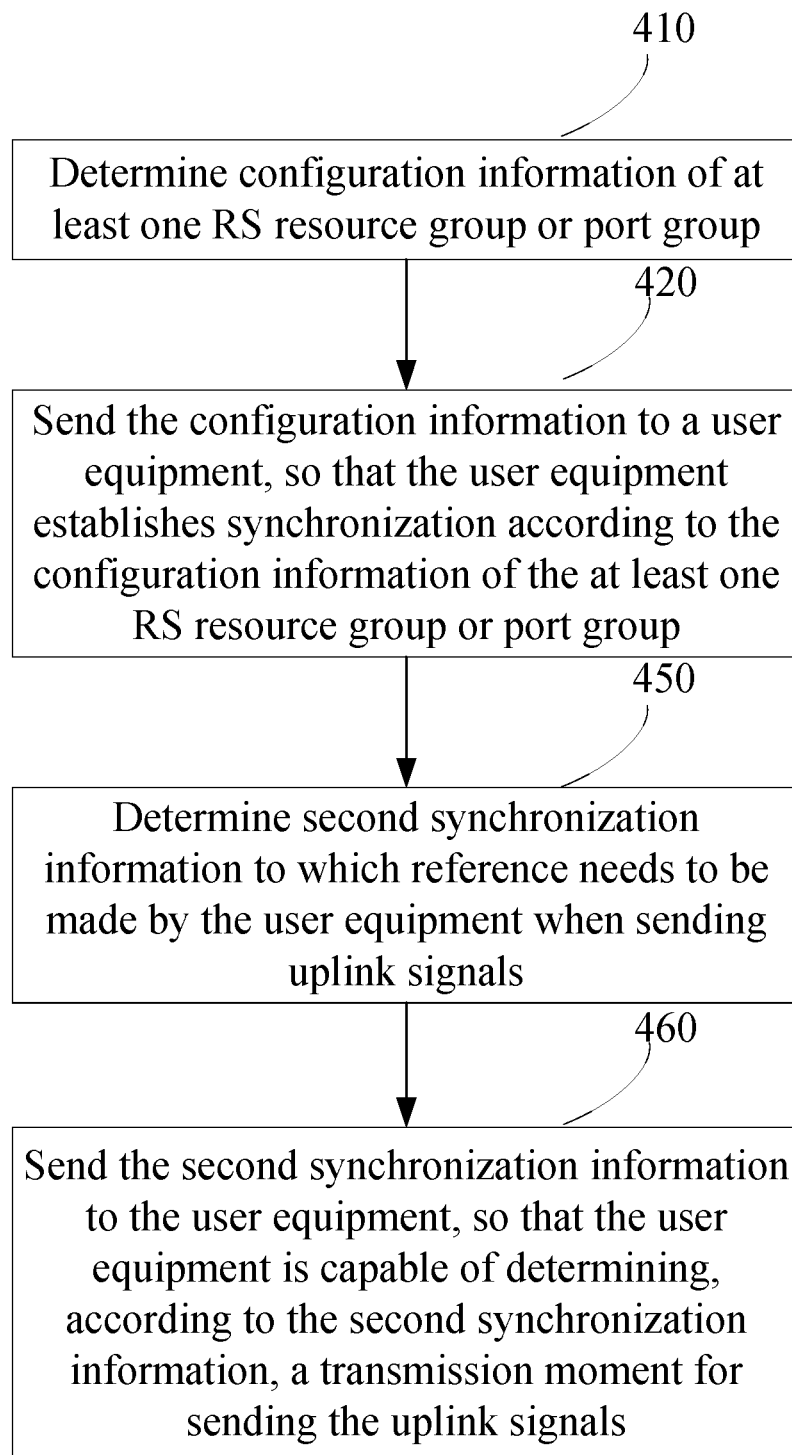 410
Determine configuration information of at
least one RS resource group or port group
420
Send the configuration information to a user
equipment, so that the user equipment
establishes synchronization according to the
configuration information of the at least one
RS resource group or port group
450
Determine second synchronization
information to which reference needs to be
made by the user equipment when sending
uplink signals
460
Send the second synchronization information
to the user equipment, so that the user
equipment is capable of determining,
according to the second synchronization
information, a transmission moment for
sending the uplink signals